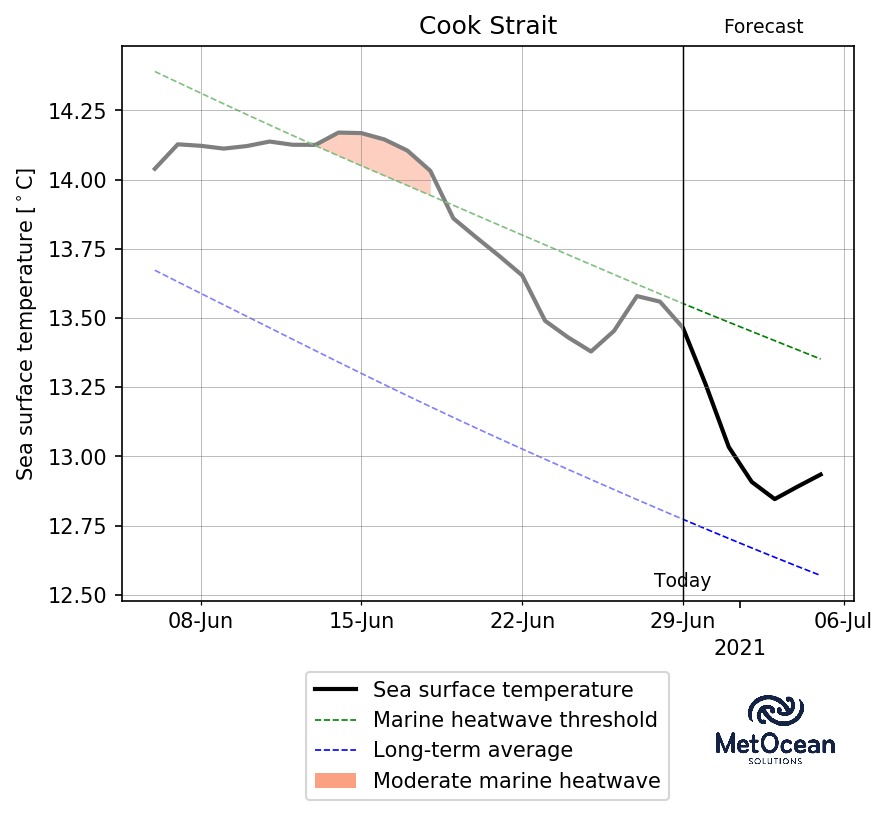 Cook Strait
Forecast
Sea surface temperature [°C]
14.25
14.00
13.75
13.50
13.25
13.00
12.75
12.50
Today
08-Jun 15-Jun 22-Jun 29-Jun 06-Jul
2021
Sea surface temperature
Marine heatwave threshold
Long-term average
Moderate marine heatwave
MetOcean
SOLUTIONS